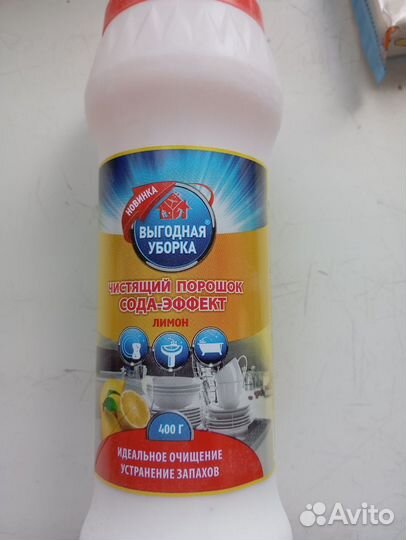 НОВИНКА
ВЫГОДНАЯ®
УБОРКА
ЧИСТЯЩИЙ ПОРОШОК
СОДА-ЭФФЕКТ
ЛИМОН
400 Г
ИДЕАЛЬНОЕ ОЧИЩЕНИЕ
УСТРАНЕНИЕ ЗАПАХОВ
Avito